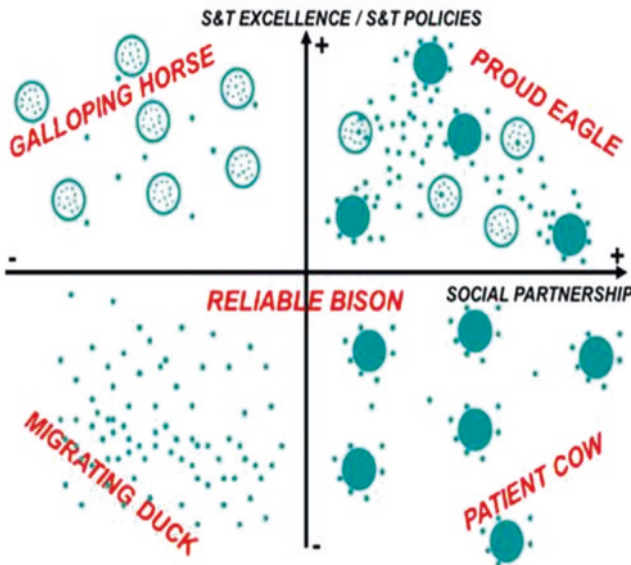 S&T EXCELLENCE / S&T POLICIES
+
GALLOPING HORSE
PROUD EAGLE
-
+
RELIABLE BISON
SOCIAL PARTNERSHIP
MIGRATING DUCK
PATIENT COW
-